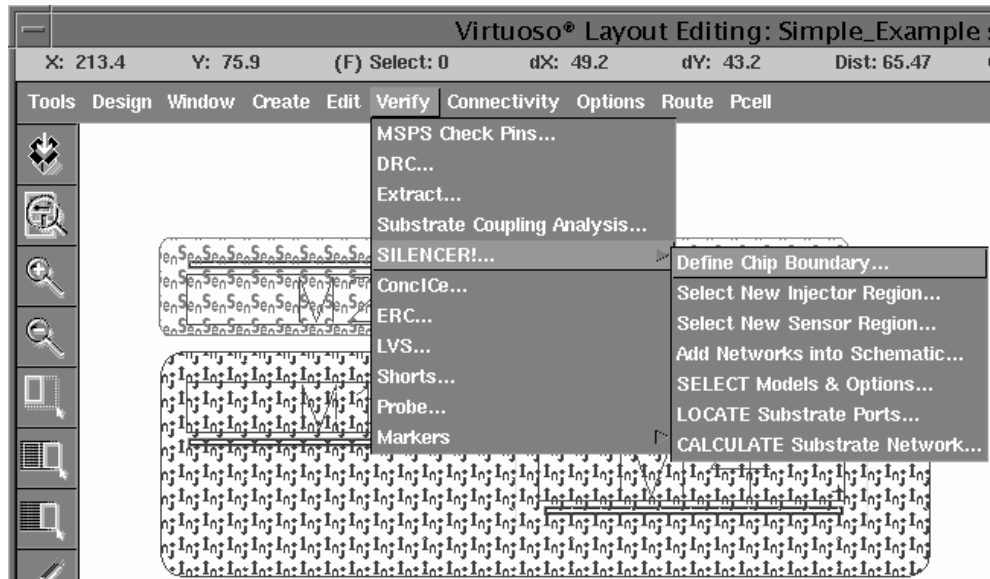 Virtuoso® Layout Editing: Simple_Example
X: 213.4 Y: 75.9 (F) Select: 0 dX: 49.2 dY: 43.2 Dist: 65.47
Tools Design Window Create Edit Verify Connectivity Options Route Pcell
MSPS Check Pins...
DRC...
Extract...
Substrate Coupling Analysis...
SILENCER!...
ConcICe...
ERC...
LVS...
Shorts...
Probe...
Markers
Define Chip Boundary...
Select New Injector Region...
Select New Sensor Region...
Add Networks into Schematic...
SELECT Models & Options...
LOCATE Substrate Ports...
CALCULATE Substrate Network...